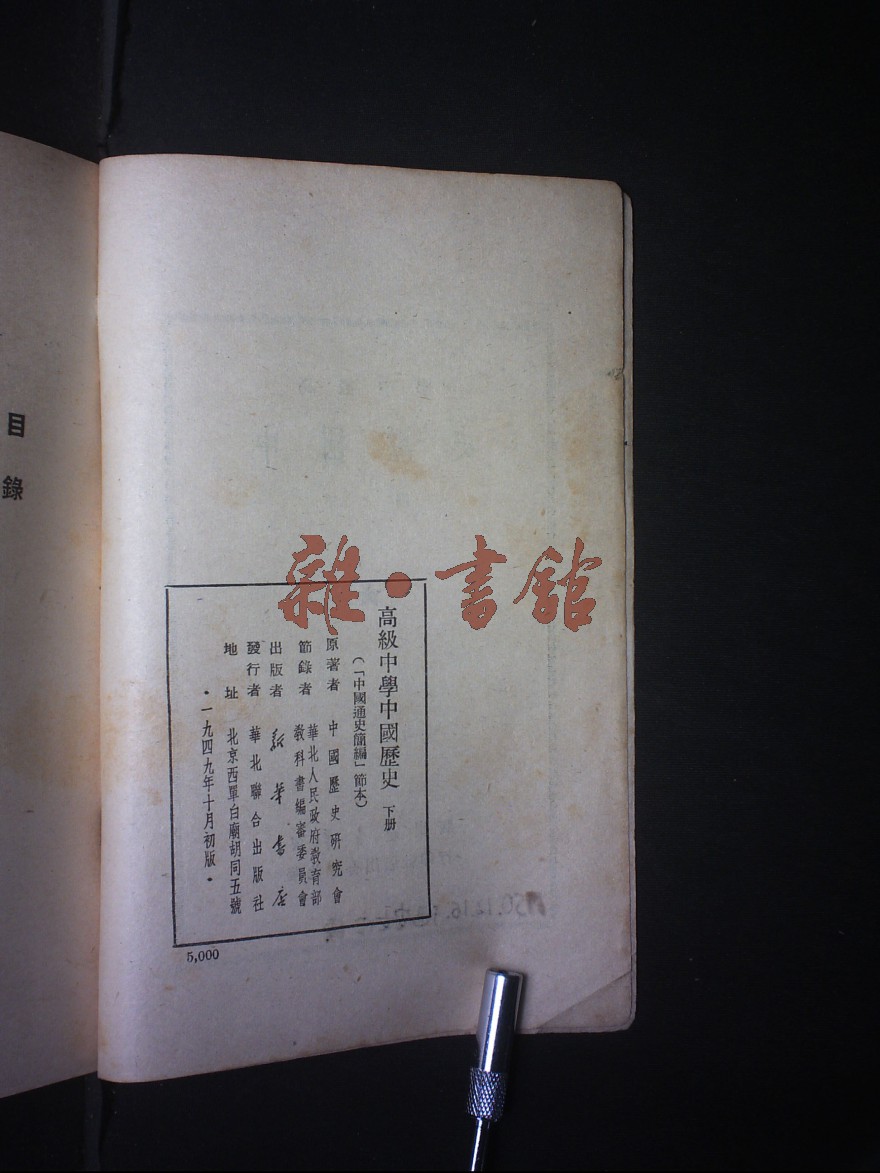 高級中學中國歷史 下册
（「中國通史簡編」節本）
原著者 中國歷史研究會
節錄者 華北人民政府教育部
教科書編審委員會
出版者 新華書店
發行者 華北聯合出版社
地址 北京西單白廟胡同五號
·一九四九年十月初版·
5,000
目錄
雜·書館